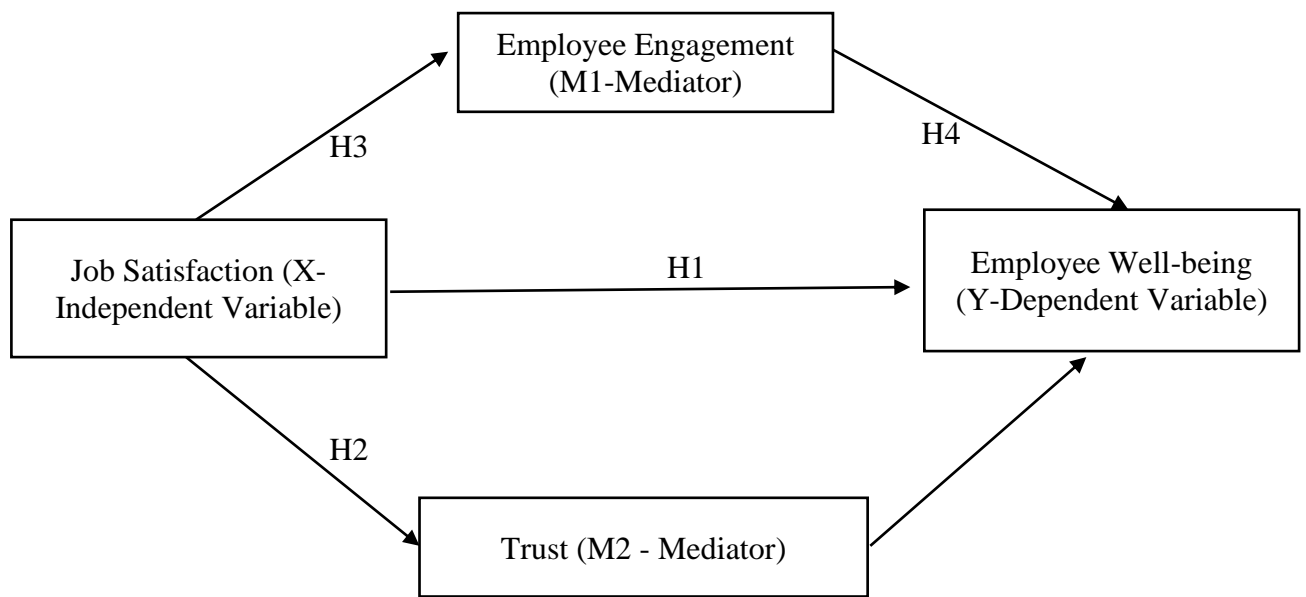 Employee Engagement
(M1-Mediator)
H3
H4
Job Satisfaction (X-
Independent Variable)
H1
Employee Well-being
(Y-Dependent Variable)
H2
Trust (M2 - Mediator)